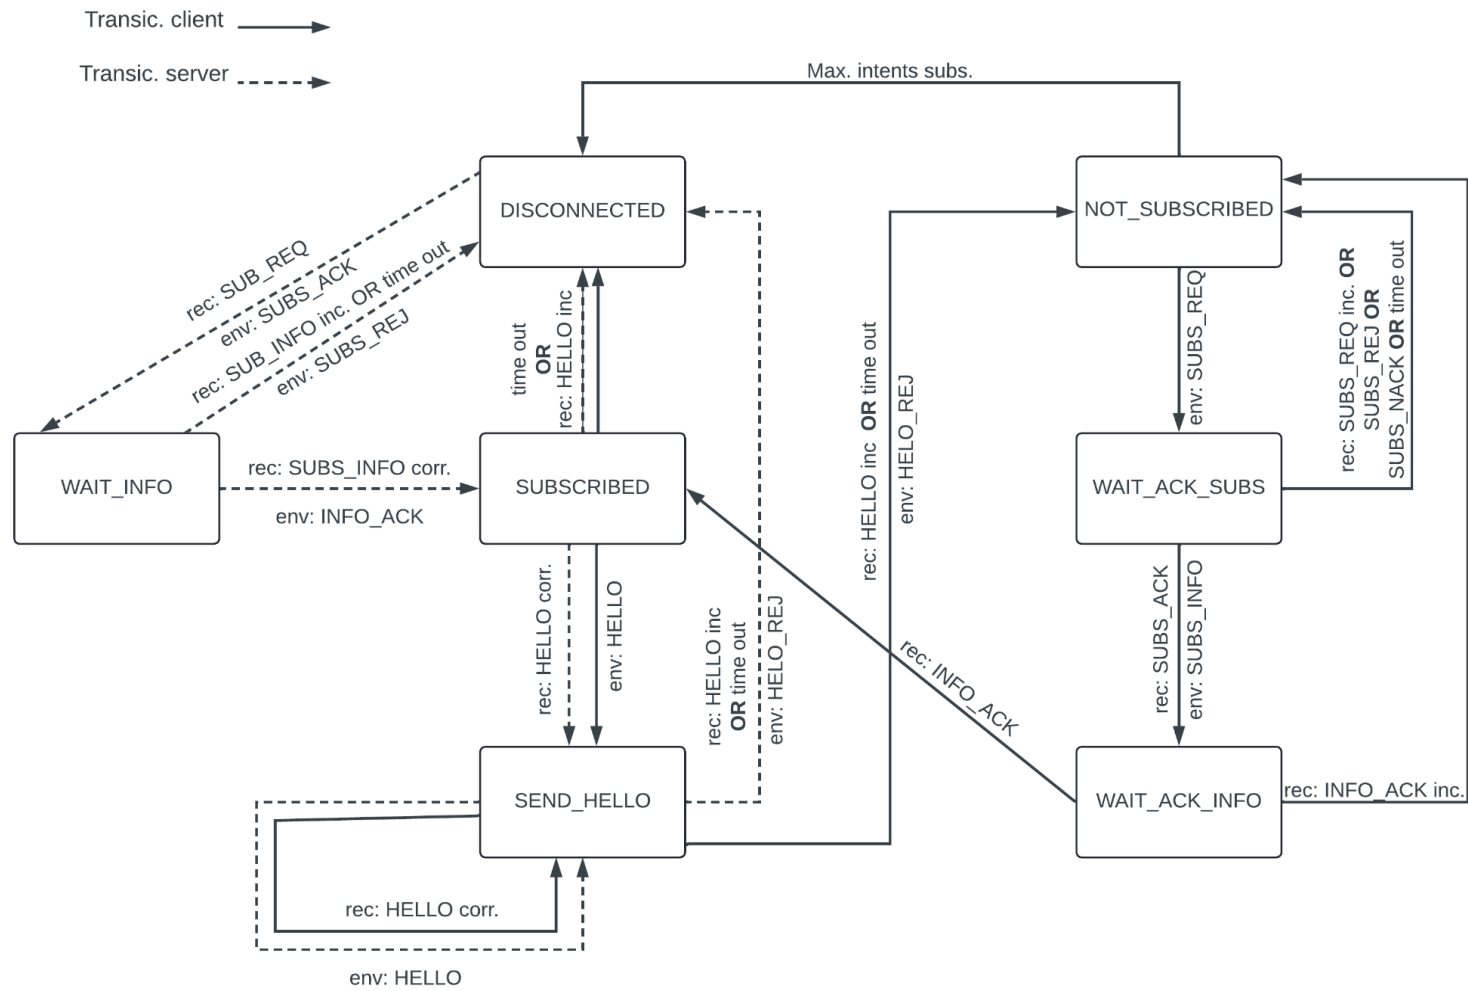 Transic. client
Transic. server
Max. intents subs.
DISCONNECTED
NOT_SUBSCRIBED
rec: SUB_REQ
env: SUBS_ACK
rec: SUB_INFO inc. OR time out
env: SUBS_REJ
time out
OR
rec: HELLO inc
rec: HELLO inc OR time out
env: HELO_REJ
env: SUBS_REQ
rec: SUBS_REQ inc. OR
SUBS_REJ OR
SUBS_NACK OR time out
WAIT_INFO
rec: SUBS_INFO corr.
env: INFO_ACK
SUBSCRIBED
WAIT_ACK_SUBS
rec: HELLO corr.
env: HELLO
rec: HELLO inc
OR time out
env: HELO_REJ
rec: INFO_ACK
rec: SUBS_ACK
env: SUBS_INFO
SEND_HELLO
WAIT_ACK_INFO
rec: INFO_ACK inc.
rec: HELLO corr.
env: HELLO